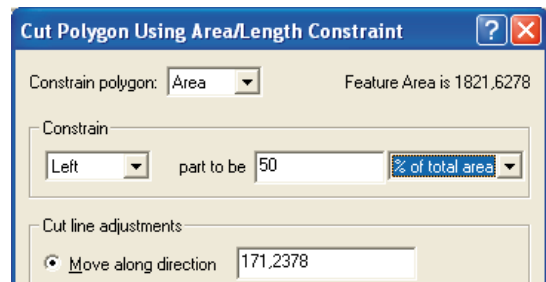 Cut Polygon Using Area/Length Constraint
Constrain polygon: Area Feature Area is 1821,6278
Constrain
Left part to be 50 % of total area
Cut line adjustments
Move along direction 171,2378